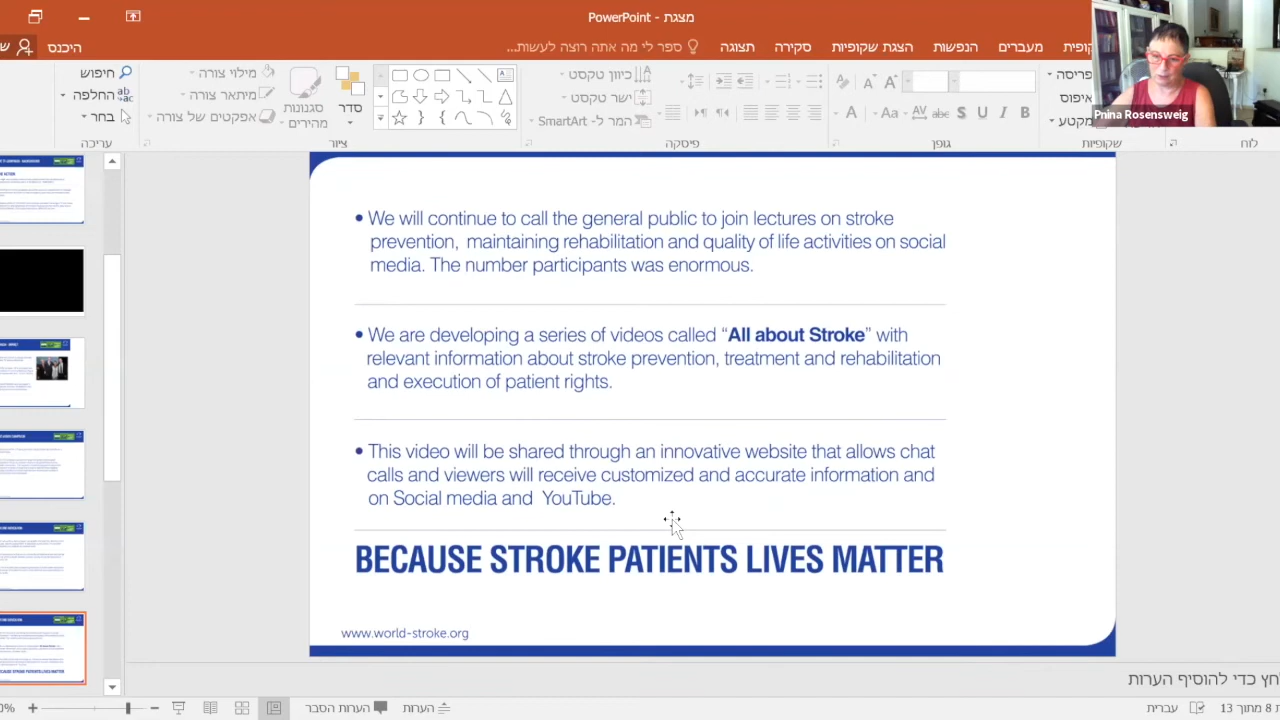 מצגת - PowerPoint
היכנס
ספר לי מה אתה רוצה לעשות...
תצוגה
סקירה
הצגת שקופיות
הנפשות
מעברים
Pnina Rosensweig
חיפוש
החלפה
בחר
עריכה
מילוי צורה
מיתאר צורה
אפקטים של צורה
סגנונות
מהירים
סדר
ציור
כיוון טקסט
ישר טקסט
המר ל- SmartArt
פיסקה
גופן
שקופיות
לוח
• We will continue to call the general public to join lectures on stroke
prevention, maintaining rehabilitation and quality of life activities on social
media. The number participants was enormous.
• We are developing a series of videos called “All about Stroke” with
relevant information about stroke prevention, treatment and rehabilitation
and execution of patient rights.
• This video will be shared through an innovative website that allows chat
calls and viewers will receive customized and accurate information and
on Social media and YouTube.
BECAUSE STROKE PATIENTS LIVES MATTER
www.world-stroke.org
כדי להוסיף הערות
הערות הסבר
הערות
עברית
8 מתוך 13